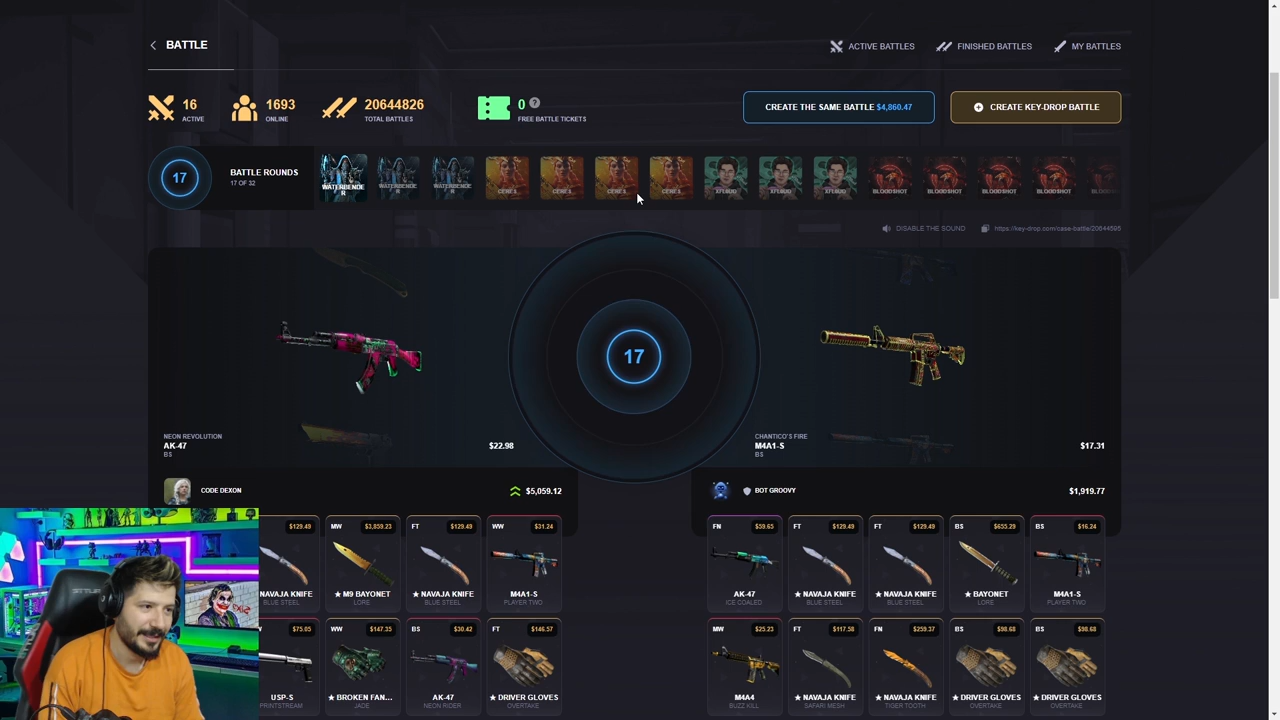 BATTLE
ACTIVE BATTLES
FINISHED BATTLES
MY BATTLES
16
ACTIVE
1693
ONLINE
20644826
TOTAL BATTLES
0
FREE BATTLE TICKETS
CREATE THE SAME BATTLE $4,860.47
CREATE KEY-DROP BATTLE
17
BATTLE ROUNDS
17 OF 32
WATERBENDE
R
CERES
CERES
CERES
CERES
BLOODSHOT
BLOODSHOT
BLOODSHOT
BLOODSHOT
DISABLE THE SOUND
17
NEON REVOLUTION
AK-47
BS
$22.98
CHANTICO'S FIRE
M4A1-S
BS
$17.31
CODE DEXON
$5,059.12
BOT GROOVY
$1,919.77
$129.49
NAVAJA KNIFE
BLUE STEEL
MW $3,859.23
★ M9 BAYONET
LORE
FT $129.49
★ NAVAJA KNIFE
BLUE STEEL
WW $31.24
M4A1-S
PLAYER TWO
FN $59.65
AK-47
ICE COALED
FT $129.49
★ NAVAJA KNIFE
BLUE STEEL
FT $129.49
★ NAVAJA KNIFE
BLUE STEEL
BS $655.29
★ BAYONET
LORE
BS $16.24
M4A1-S
PLAYER TWO
$75.05
USP-S
PRINTSTREAM
WW $147.35
★ BROKEN FAN...
JADE
BS $30.42
AK-47
NEON RIDER
FT $146.57
★ DRIVER GLOVES
OVERTAKE
MW $25.23
M4A4
BUZZ KILL
FT $117.58
★ NAVAJA KNIFE
SAFARI MESH
FN $259.37
★ NAVAJA KNIFE
TIGER TOOTH
BS $98.68
★ DRIVER GLOVES
OVERTAKE
BS $98.68
★ DRIVER GLOVES
OVERTAKE